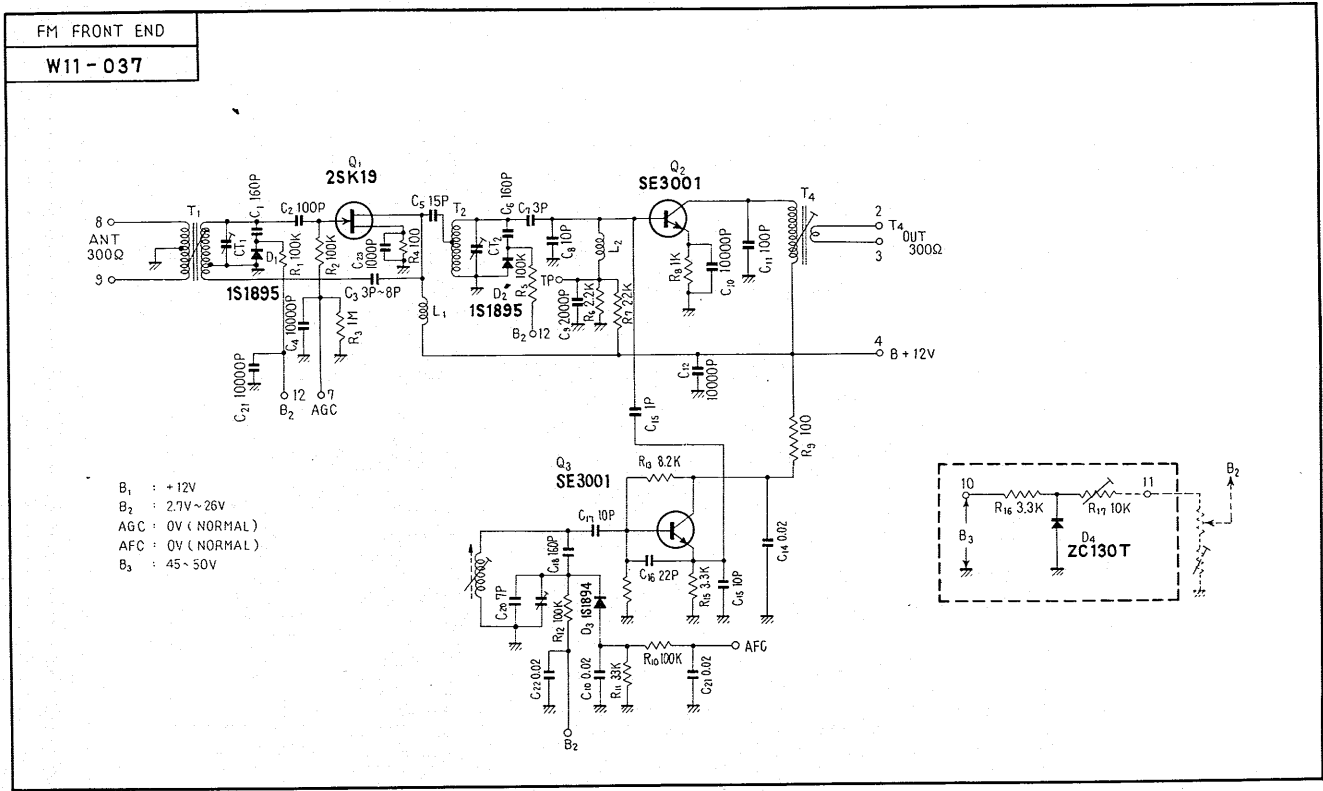 FM FRONT END
W11-037
Q₁
2SK19
Q₂
SE3001
T₄
8
ANT
300Ω
9
T₁
CT₁
C₁ 160P
D₁
1S1895
R₁ 100K
C₂ 100P
R₂ 100K
C₂₃ 1000P
R₄ 100
C₃ 3P~8P
C₄ 10000P
R₃ 1M
C₂₁ 10000P
12
B₂
7
AGC
L₁
C₅ 15P
T₂
CT₂
C₆ 160P
C₇ 3P
D₂
1S1895
R₅ 100K
B₂ 12
C₈ 10P
L₂
TP
C₉ 2000P
R₆ 2.2K
R₇ 22K
R₈ 1K
C₁₀ 10000P
C₁₁ 100P
2
T₄
OUT
300Ω
3
4
B +12V
C₁₂ 10000P
C₁₅ 1P
R₉ 100
B₁ : +12V
B₂ : 2.7V~26V
AGC : 0V (NORMAL)
AFC : 0V (NORMAL)
B₃ : 45~50V
Q₃
SE3001
R₁₃ 8.2K
C₁₇ 10P
C₁₈ 160P
C₁₆ 22P
R₁₅ 3.3K
C₁₅ 10P
C₁₄ 0.02
C₂₀ 7P
R₁₂ 100K
D₃ 1S1894
C₂₂ 0.02
C₁₀ 0.02
R₁₁ 33K
R₁₀ 100K
C₂₁ 0.02
AFC
B₂
10
R₁₆ 3.3K
R₁₇ 10K
11
B₂
B₃
D₄
ZC130T